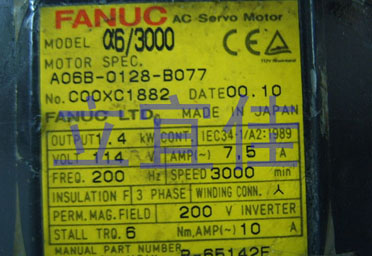 FANUC AC Servo Motor
MODEL α6/3000
MOTOR SPEC.
A06B-0128-B077
No. C00XC1882 DATE 00.10
FANUC LTD. MADE IN JAPAN
OUTPUT 1.4 kW CONT. IEC34-1/A2:1989
VOLT 114 V AMP(~) 7,5 A
FREQ. 200 Hz SPEED 3000 min
INSULATION F 3 PHASE WINDING CONN.
PERM. MAG. FIELD 200 V INVERTER
STALL TRQ. 6 Nm, AMP(~) 10 A
MANUAL PART NUMBER B-65142E
立宜佳